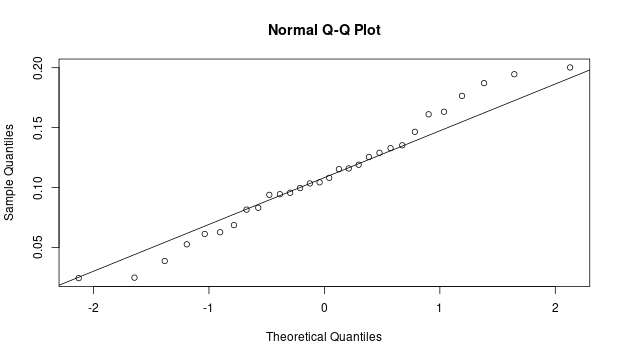 Normal Q-Q Plot
Sample Quantiles
0.20
0.15
0.10
0.05
-2 -1 0 1 2
Theoretical Quantiles